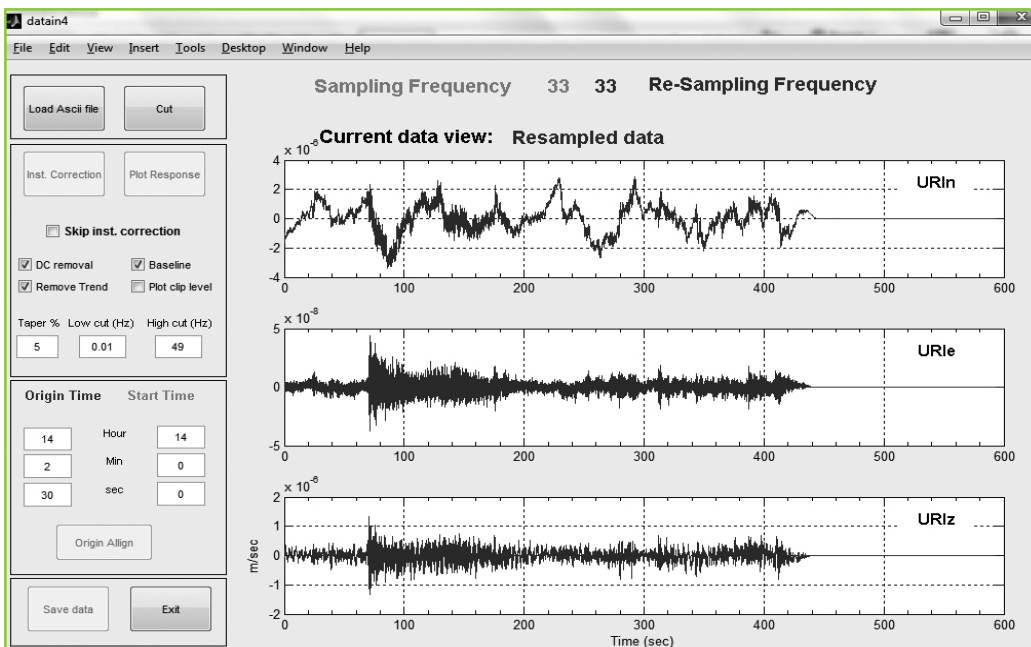 datain4
File Edit View Insert Tools Desktop Window Help
Load Ascii file Cut
Inst. Correction Plot Response
Skip inst. correction
DC removal Baseline
Remove Trend Plot clip level
Taper % Low cut (Hz) High cut (Hz)
5 0.01 49
Origin Time Start Time
14 Hour 14
2 Min 0
30 sec 0
Origin Allign
Save data Exit
Sampling Frequency 33 33 Re-Sampling Frequency
Current data view: Resampled data
x 10⁻⁶
4
2
0
-2
-4
URIn
0 100 200 300 400 500 600
x 10⁻⁸
5
0
-5
URIe
0 100 200 300 400 500 600
x 10⁻⁶
2
1
0
-1
-2
m/sec
URIz
0 100 200 300 400 500 600
Time (sec)